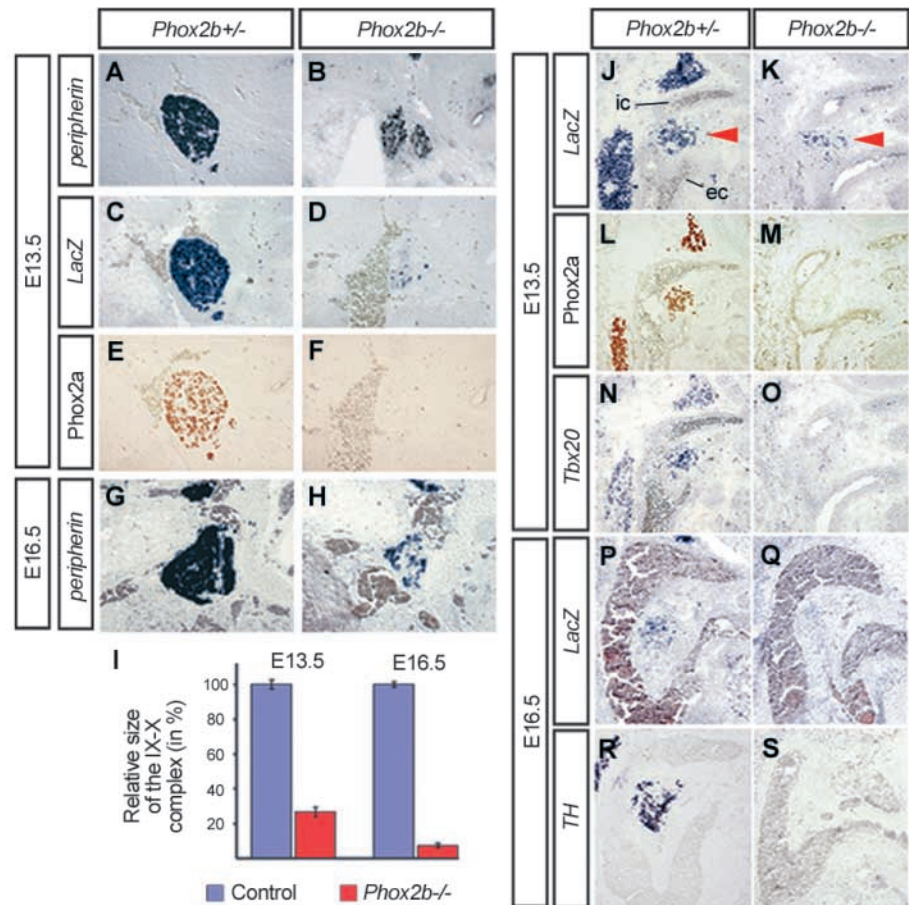 Phox2b+/-
Phox2b-/-
E13.5
peripherin
A
B
LacZ
C
D
Phox2a
E
F
E16.5
peripherin
G
H
I
E13.5
E16.5
Relative size
of the IX-X
complex (in %)
100
80
60
40
20
Control
Phox2b-/-
Phox2b+/-
Phox2b-/-
E13.5
LacZ
J
ic
ec
K
Phox2a
L
M
Tbx20
N
O
E16.5
LacZ
P
Q
TH
R
S